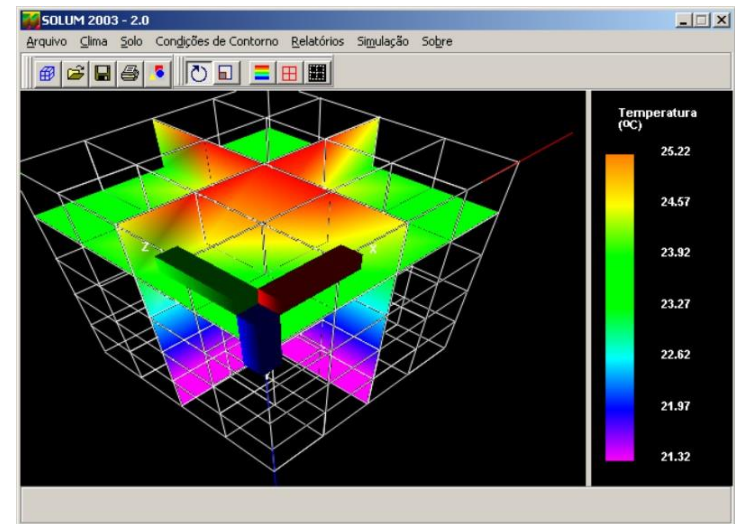 SOLUM 2003 - 2.0
Arquivo Clima Solo Condições de Contorno Relatórios Simulação Sobre
Temperatura
(ºC)
25.22
24.57
23.92
23.27
22.62
21.97
21.32
Z
X